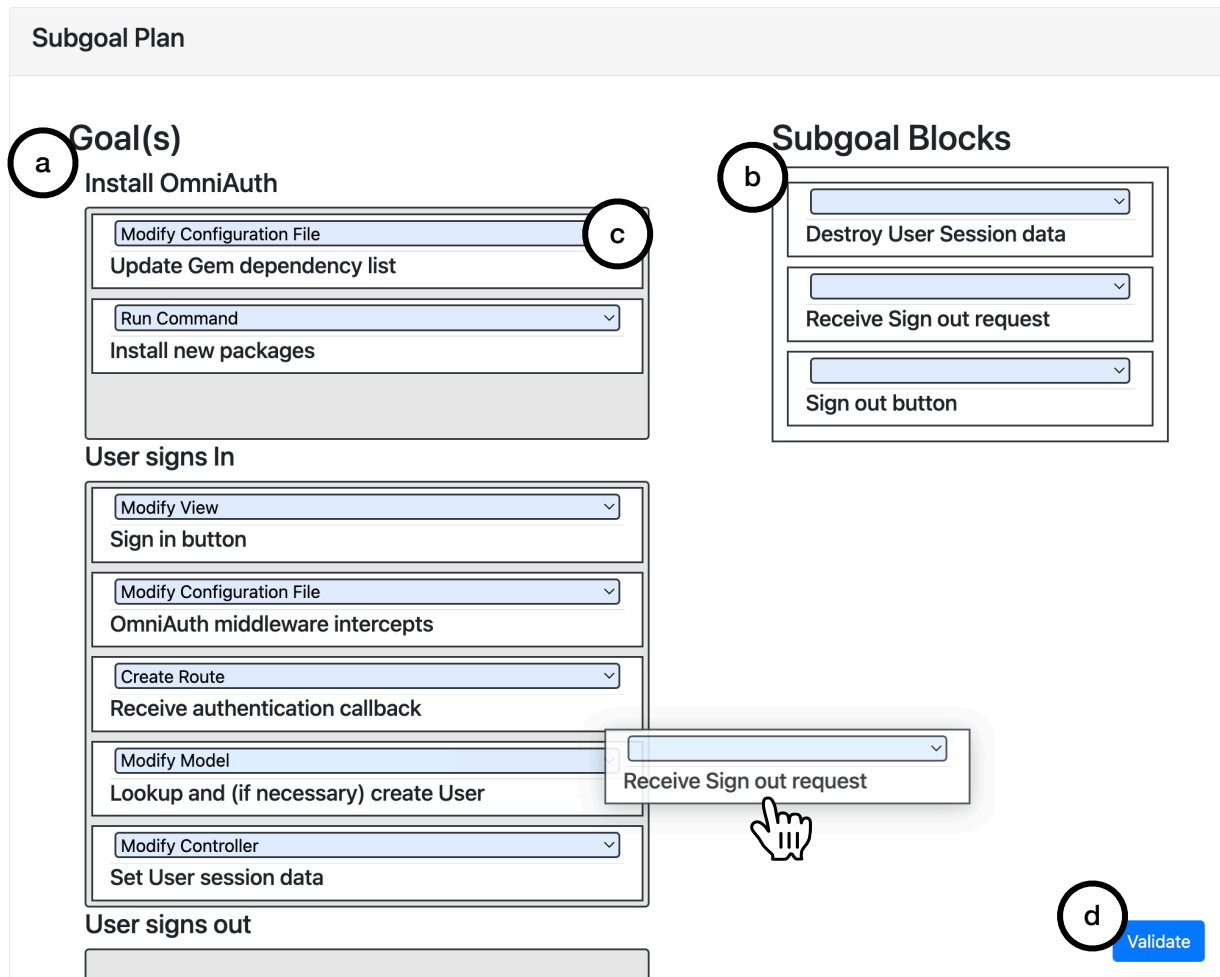 Subgoal Plan
Goal(s)
a
Install OmniAuth
Modify Configuration File
c
Update Gem dependency list
Run Command
Install new packages
User signs In
Modify View
Sign in button
Modify Configuration File
OmniAuth middleware intercepts
Create Route
Receive authentication callback
Modify Model
Lookup and (if necessary) create User
Modify Controller
Set User session data
User signs out
Subgoal Blocks
b
Destroy User Session data
Receive Sign out request
Sign out button
Receive Sign out request
d
Validate